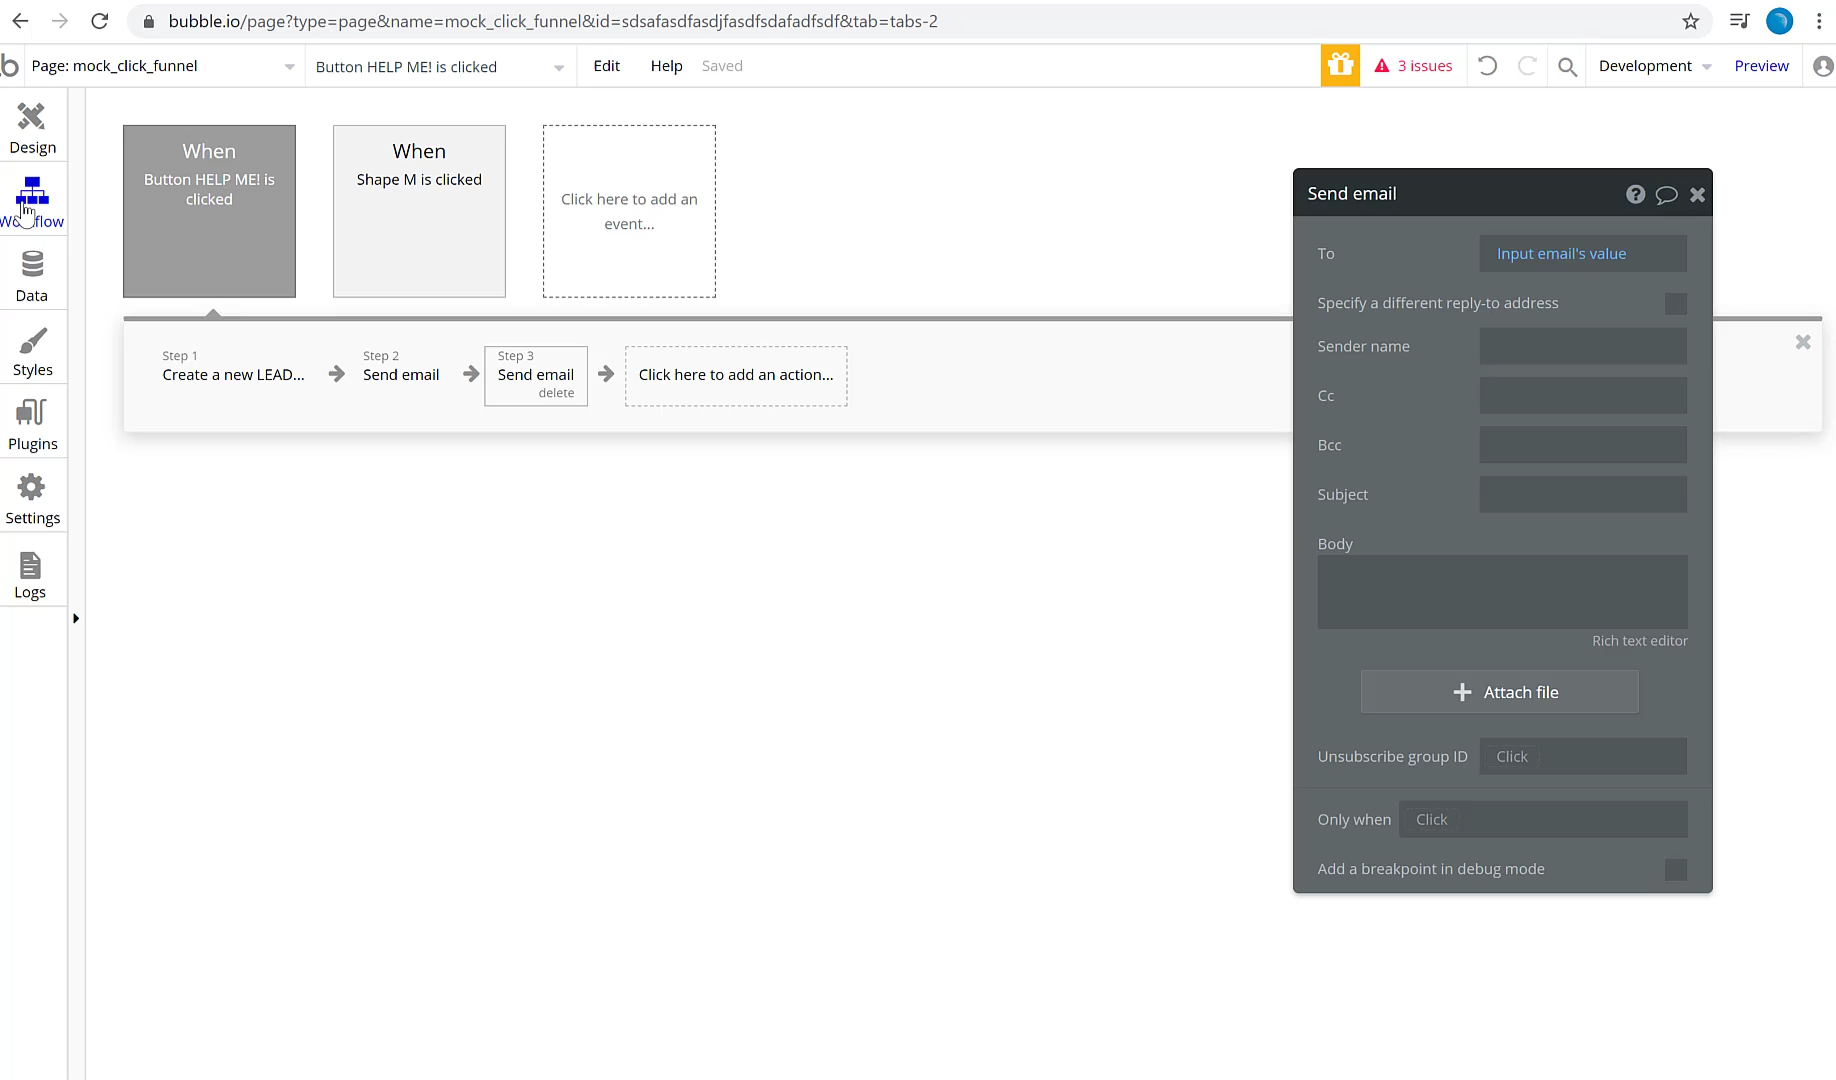 bubble.io/page?type=page&name=mock_click_funnel&id=sdsafasdfasdjfasdfsdafadfsdf&tab=tabs-2
b Page: mock_click_funnel Button HELP ME! is clicked Edit Help Saved 3 issues Development Preview
Design
Workflow
Data
Styles
Plugins
Settings
Logs
When
Button HELP ME! is
clicked
When
Shape M is clicked
Click here to add an
event...
Step 1
Create a new LEAD...
Step 2
Send email
Step 3
Send email
delete
Click here to add an action...
Send email
To Input email's value
Specify a different reply-to address
Sender name
Cc
Bcc
Subject
Body
Rich text editor
Attach file
Unsubscribe group ID Click
Only when Click
Add a breakpoint in debug mode